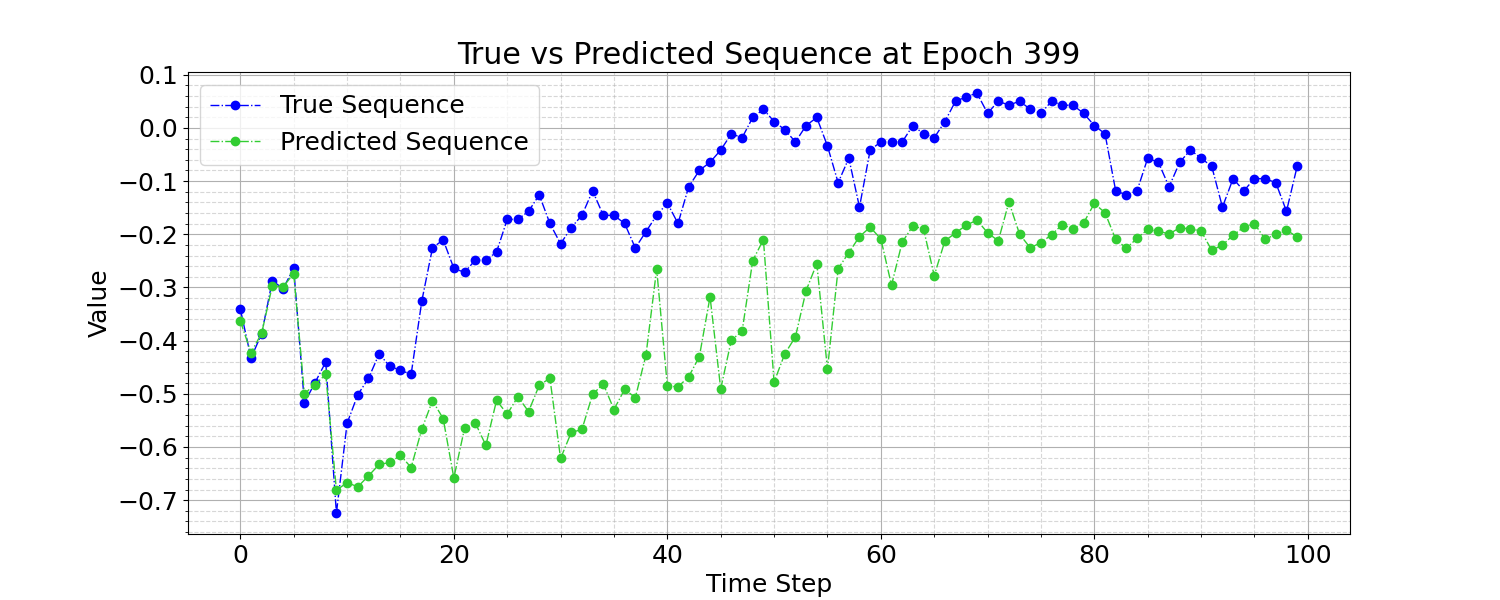 True vs Predicted Sequence at Epoch 399
True Sequence
Predicted Sequence
0.1
0.0
−0.1
−0.2
−0.3
−0.4
−0.5
−0.6
−0.7
Value
0 20 40 60 80 100
Time Step